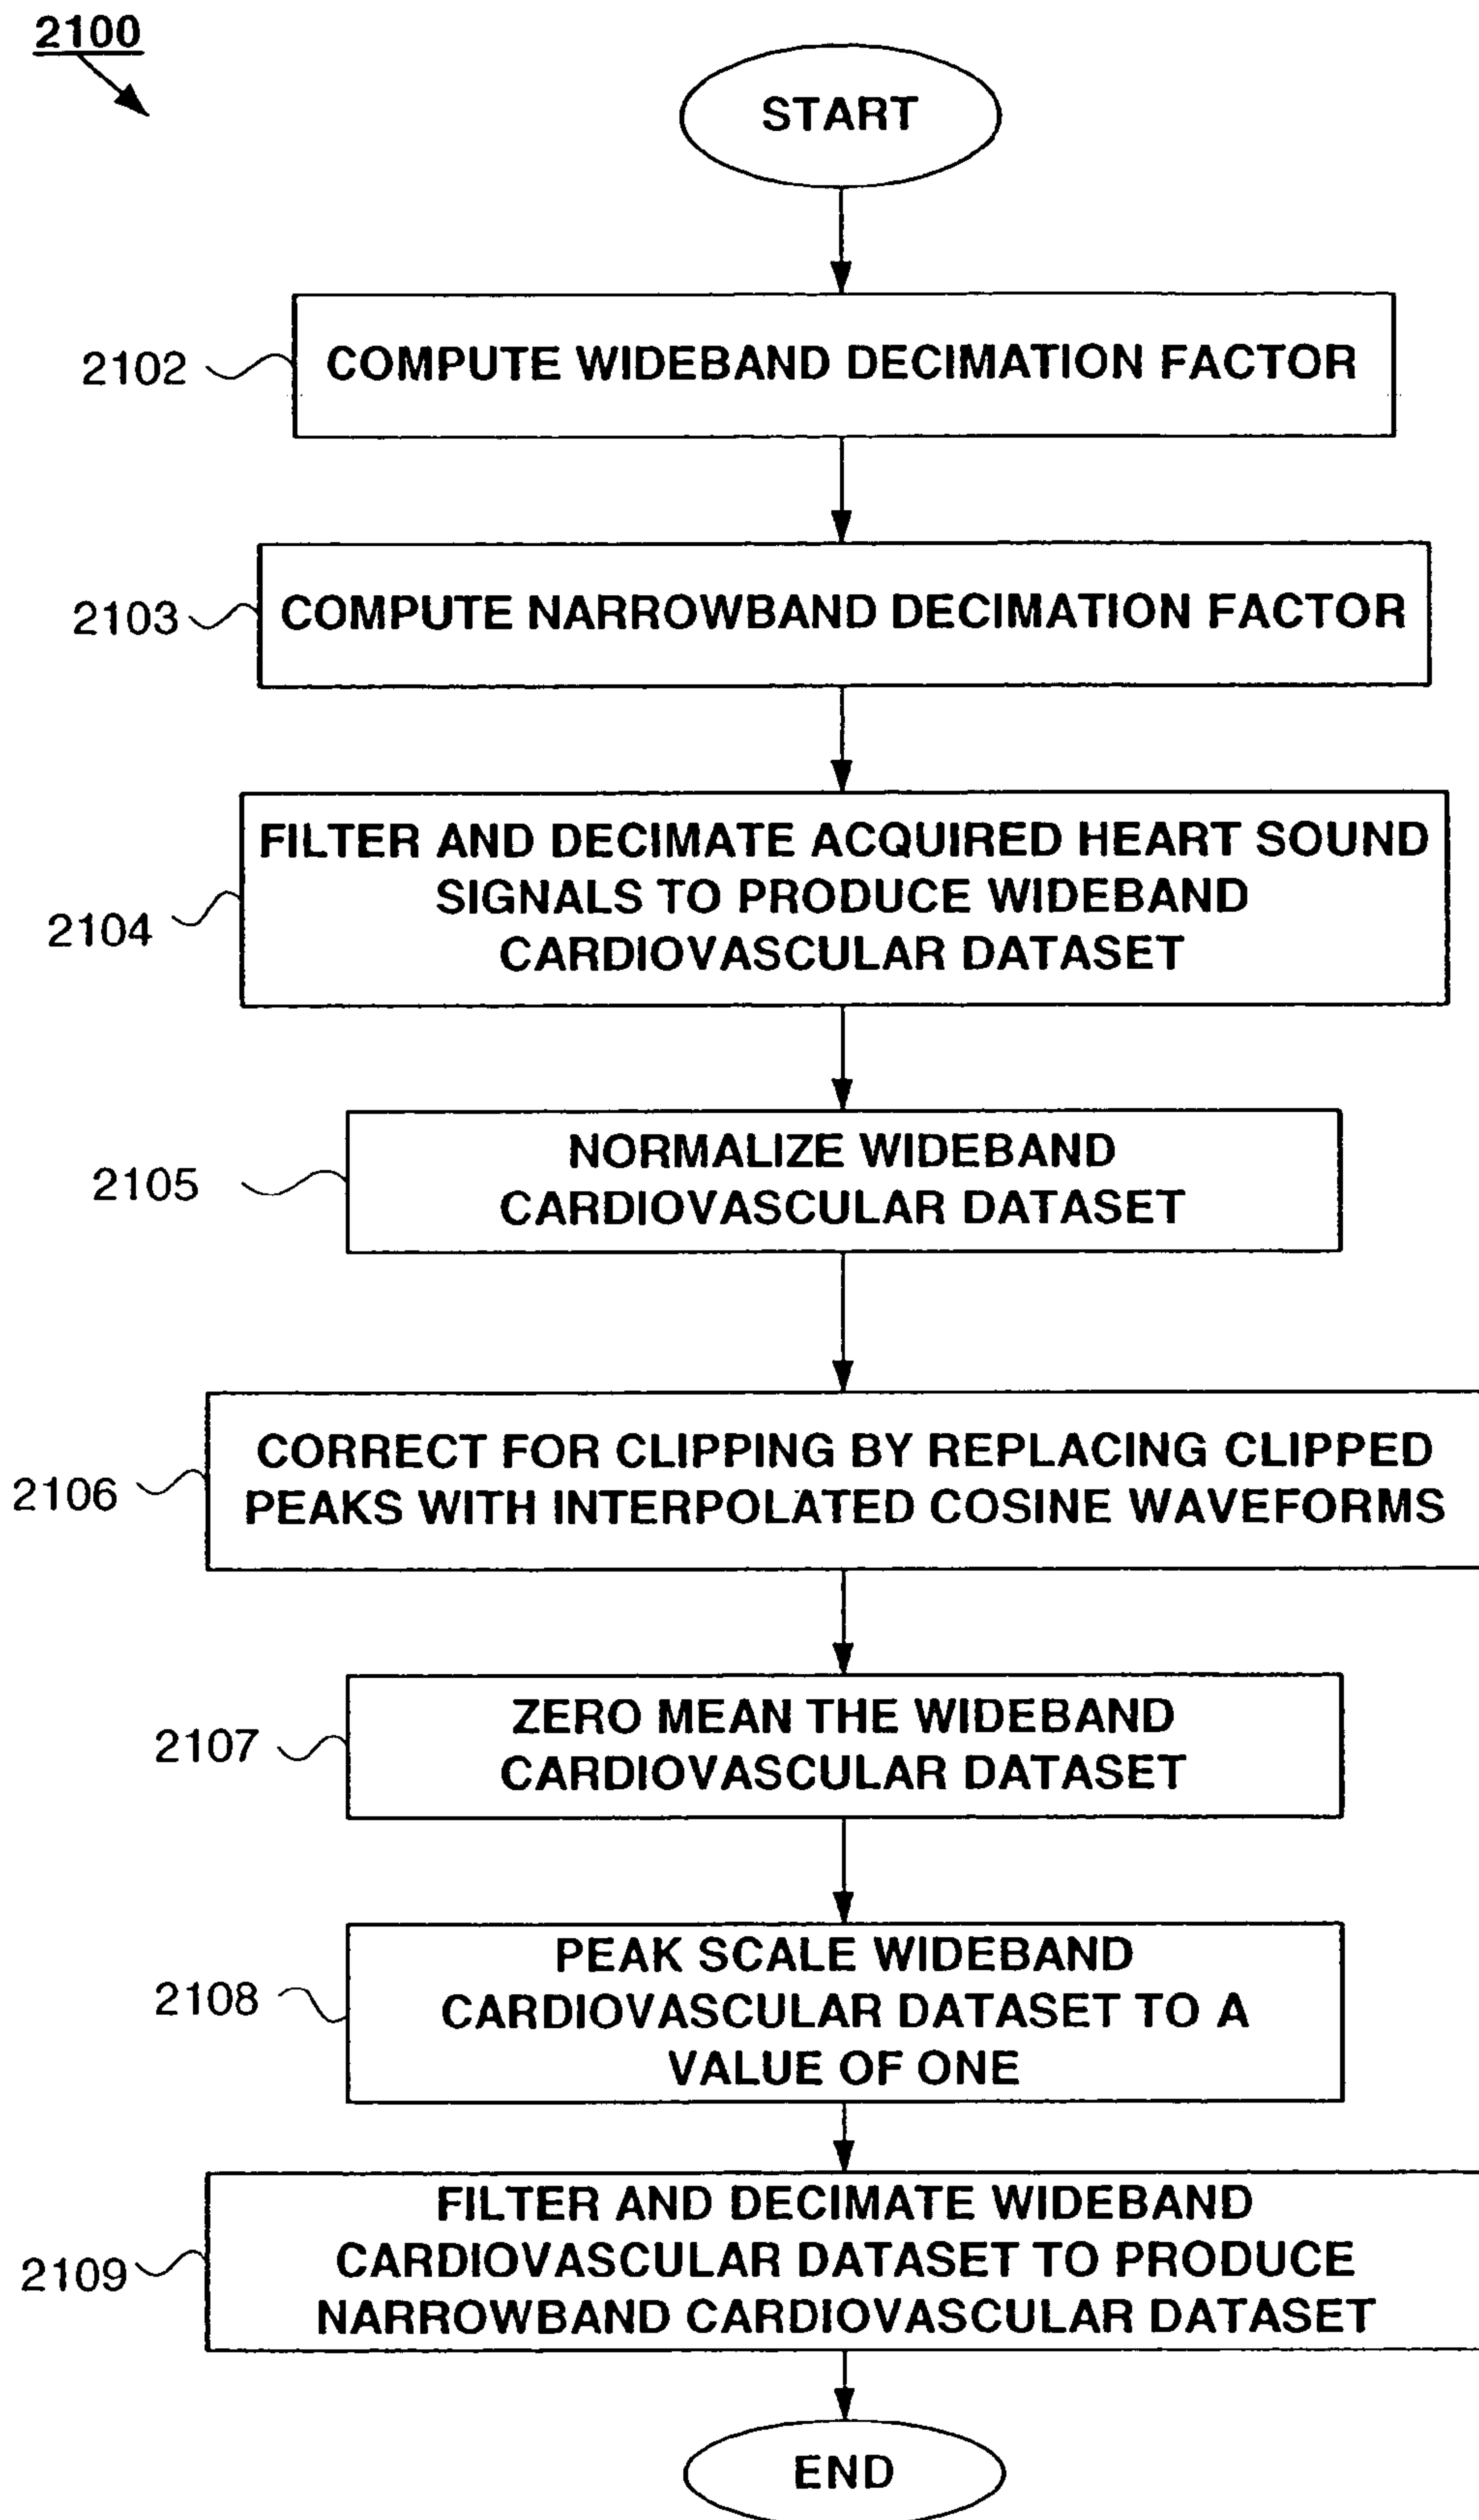 2100
START
2102
COMPUTE WIDEBAND DECIMATION FACTOR
2103
COMPUTE NARROWBAND DECIMATION FACTOR
2104
FILTER AND DECIMATE ACQUIRED HEART SOUND
SIGNALS TO PRODUCE WIDEBAND
CARDIOVASCULAR DATASET
2105
NORMALIZE WIDEBAND
CARDIOVASCULAR DATASET
2106
CORRECT FOR CLIPPING BY REPLACING CLIPPED
PEAKS WITH INTERPOLATED COSINE WAVEFORMS
2107
ZERO MEAN THE WIDEBAND
CARDIOVASCULAR DATASET
2108
PEAK SCALE WIDEBAND
CARDIOVASCULAR DATASET TO A
VALUE OF ONE
2109
FILTER AND DECIMATE WIDEBAND
CARDIOVASCULAR DATASET TO PRODUCE
NARROWBAND CARDIOVASCULAR DATASET
END